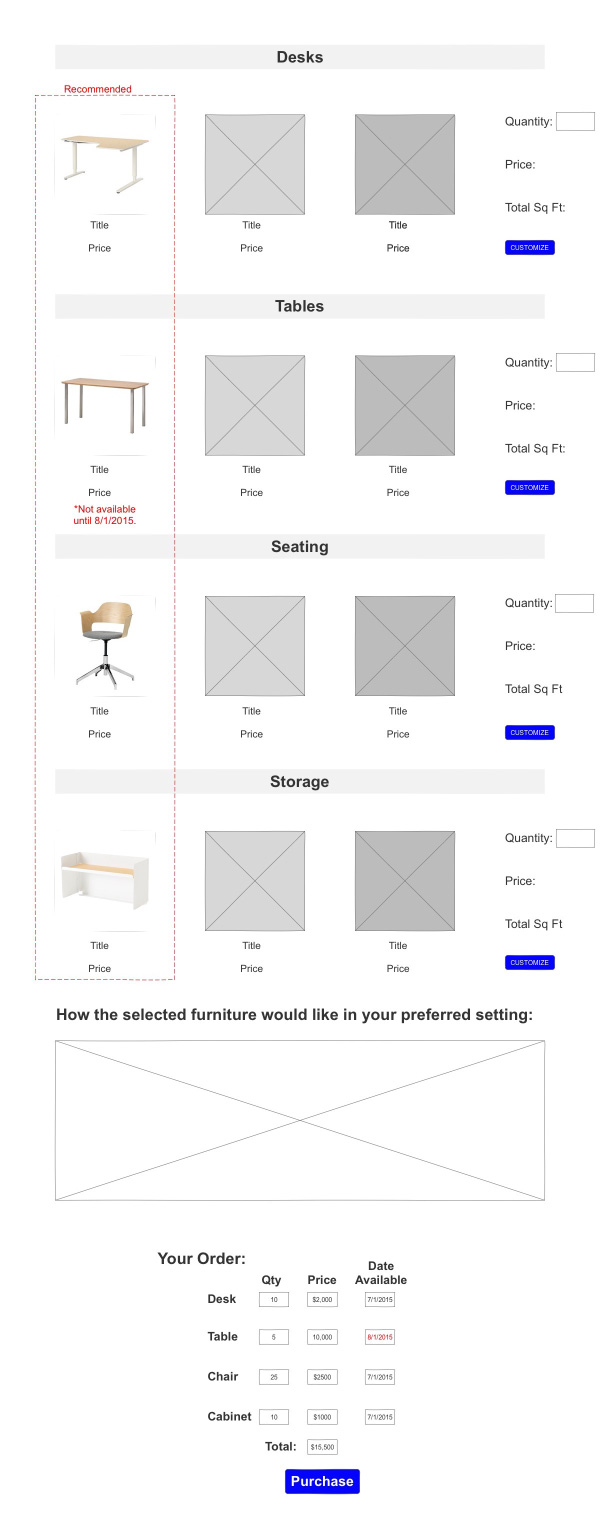 Desks
Recommended
Quantity:
Price:
Total Sq Ft:
Title Title Title
Price Price Price
CUSTOMIZE
Tables
Quantity:
Price:
Total Sq Ft:
Title Title Title
Price Price Price
CUSTOMIZE
*Not available
until 8/1/2015.
Seating
Quantity:
Price:
Total Sq Ft
Title Title Title
Price Price Price
CUSTOMIZE
Storage
Quantity:
Price:
Total Sq Ft
Title Title Title
Price Price Price
CUSTOMIZE
How the selected furniture would like in your preferred setting:
Your Order:
Qty Price Date
Available
Desk 10 $2,000 7/1/2015
Table 5 10,000 8/1/2015
Chair 25 $2500 7/1/2015
Cabinet 10 $1000 7/1/2015
Total: $15,500
Purchase